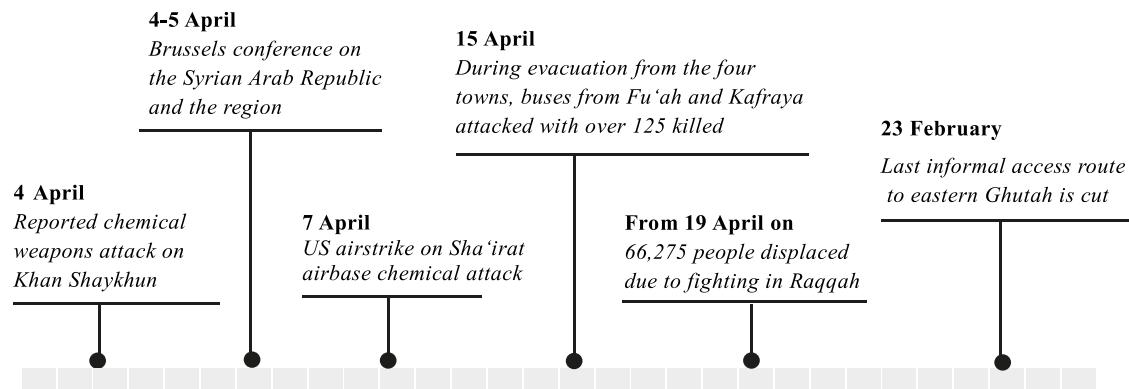 4 April
Reported chemical
weapons attack on
Khan Shaykhun
4-5 April
Brussels conference on
the Syrian Arab Republic
and the region
7 April
US airstrike on Sha‘irat
airbase chemical attack
15 April
During evacuation from the four
towns, buses from Fu‘ah and Kafraya
attacked with over 125 killed
From 19 April on
66,275 people displaced
due to fighting in Raqqah
23 February
Last informal access route
to eastern Ghutah is cut